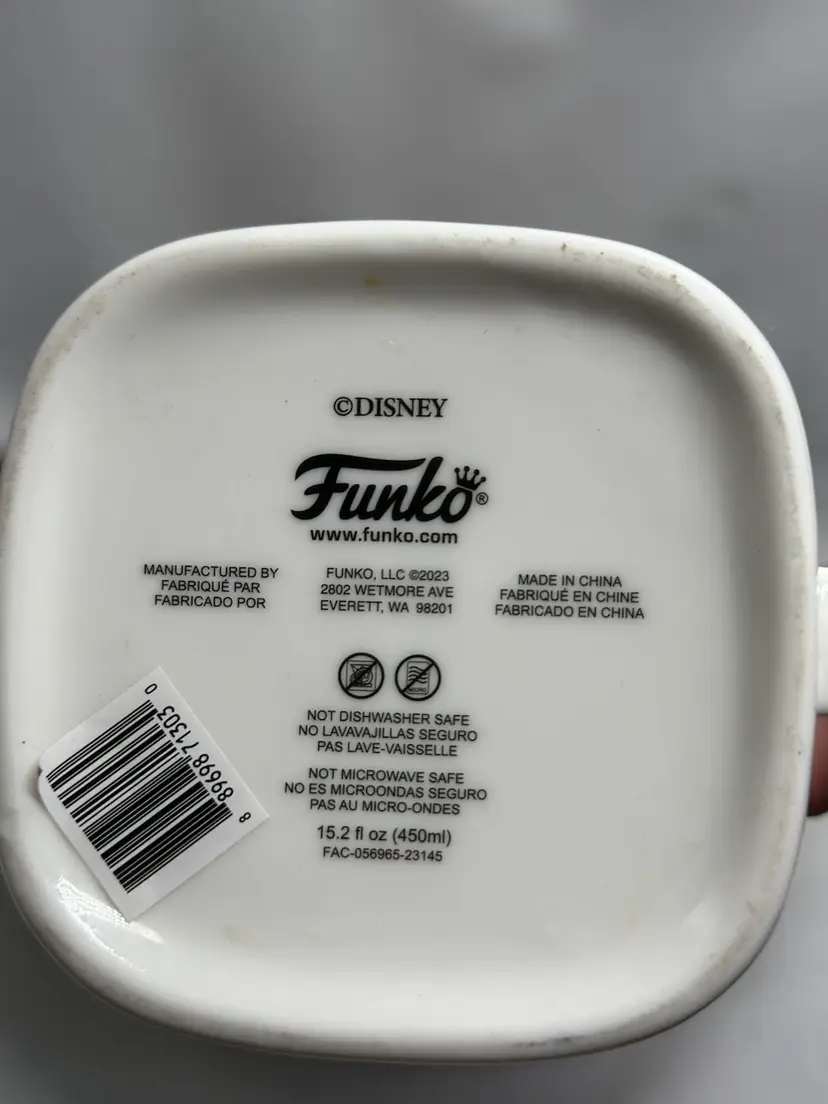 ©DISNEY
Funko®
www.funko.com
MANUFACTURED BY
FABRIQUÉ PAR
FABRICADO POR
FUNKO, LLC ©2023
2802 WETMORE AVE
EVERETT, WA 98201
MADE IN CHINA
FABRIQUÉ EN CHINE
FABRICADO EN CHINA
MICRO
NOT DISHWASHER SAFE
NO LAVAVAJILLAS SEGURO
PAS LAVE-VAISSELLE
NOT MICROWAVE SAFE
NO ES MICROONDAS SEGURO
PAS AU MICRO-ONDES
15.2 fl oz (450ml)
FAC-056965-23145
8 89698 71303 0